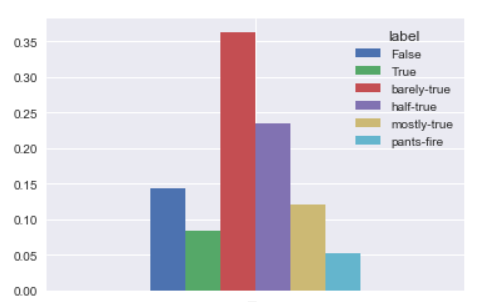 label
False
True
barely-true
half-true
mostly-true
pants-fire
0.35
0.30
0.25
0.20
0.15
0.10
0.05
0.00